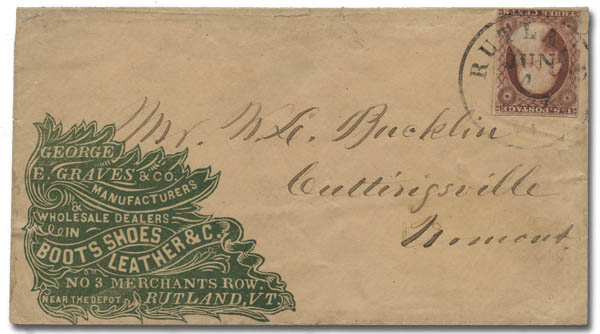 RUTLAND
JUN
4
GEORGE
E. GRAVES & CO.
MANUFACTURERS
&
WHOLESALE DEALERS
IN
BOOTS SHOES
LEATHER & C.
NO 3 MERCHANTS ROW.
NEAR THE DEPOT RUTLAND, VT.
Mr. W. C. Bucklin
Cuttingsville
Vermont.